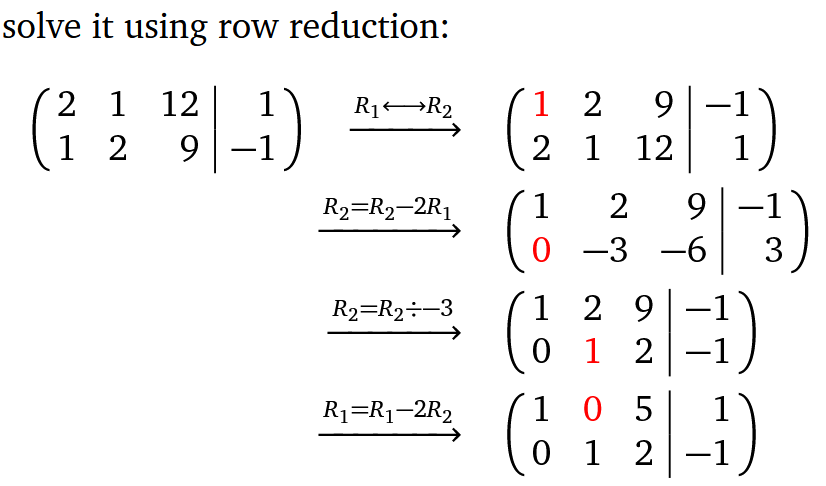 solve it using row reduction:
( 2 1 12 | 1 ) R₁⟷R₂ ( 1 2 9 | −1 )
( 1 2 9 | −1 ) ⟶ ( 2 1 12 | 1 )
R₂=R₂−2R₁ ( 1 2 9 | −1 )
⟶ ( 0 −3 −6 | 3 )
R₂=R₂÷−3 ( 1 2 9 | −1 )
⟶ ( 0 1 2 | −1 )
R₁=R₁−2R₂ ( 1 0 5 | 1 )
⟶ ( 0 1 2 | −1 )